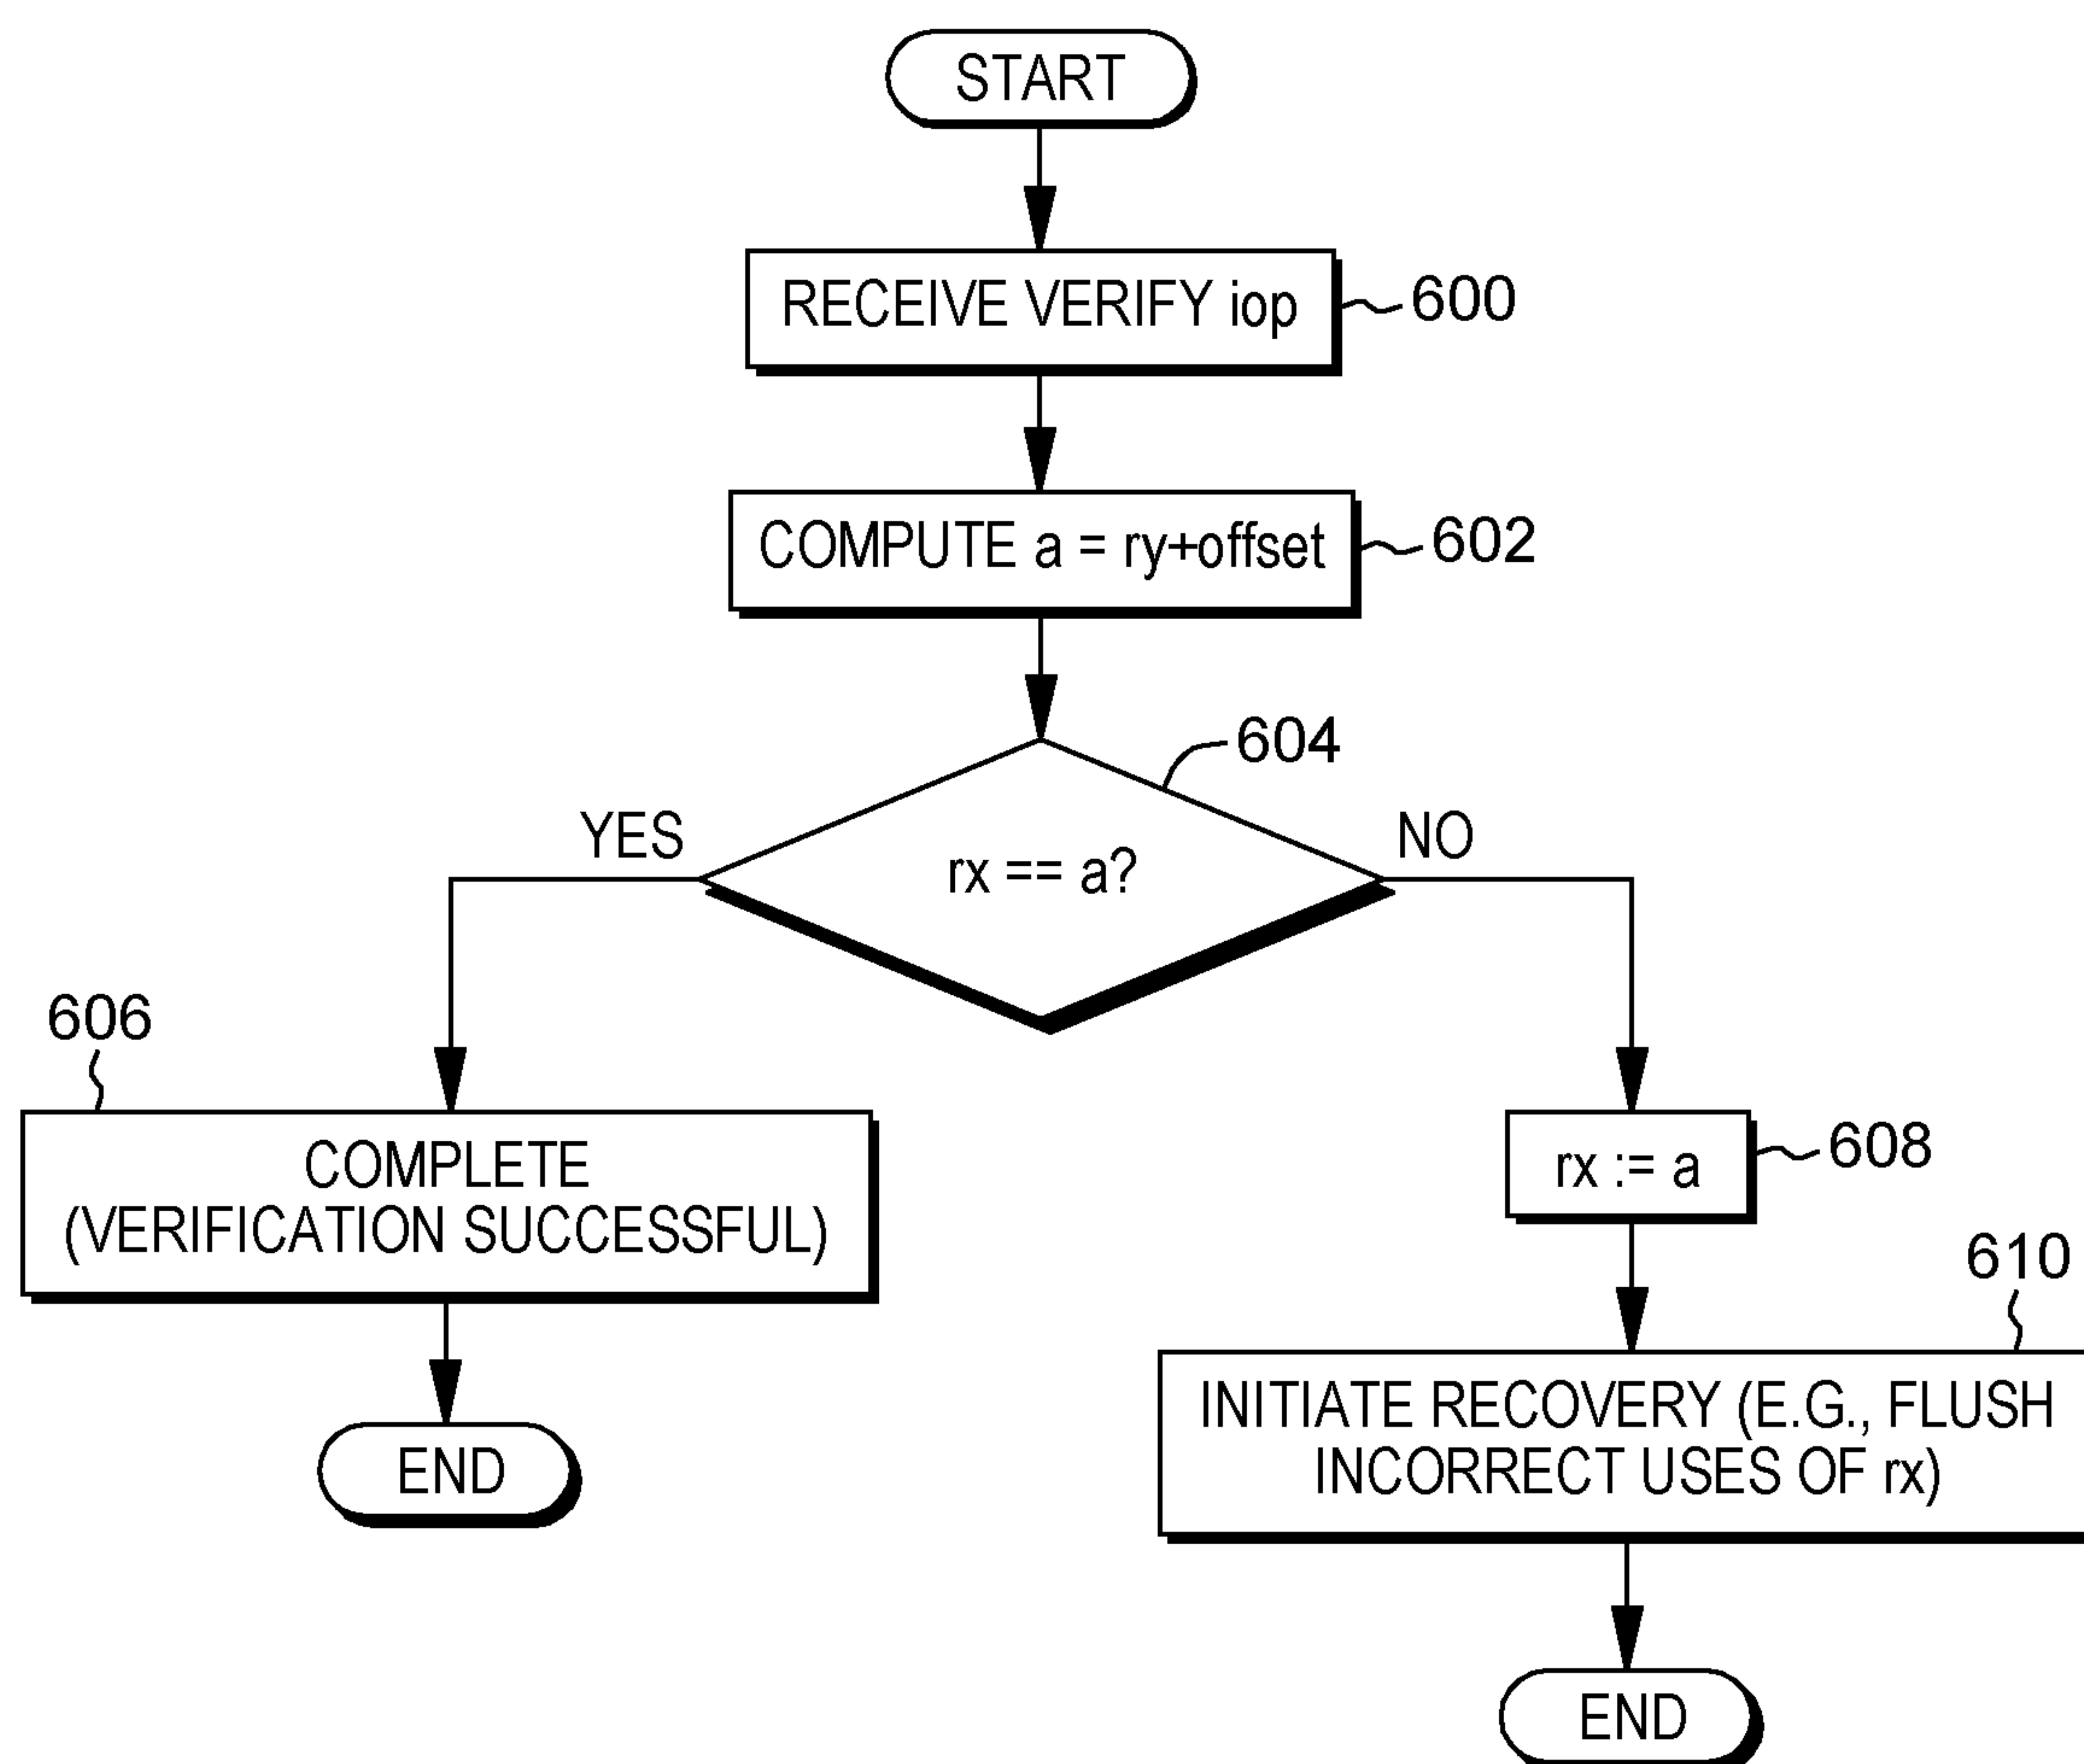 START
RECEIVE VERIFY iop
600
COMPUTE a = ry+offset
602
604
YES
NO
rx == a?
606
COMPLETE
(VERIFICATION SUCCESSFUL)
rx := a
608
610
INITIATE RECOVERY (E.G., FLUSH
INCORRECT USES OF rx)
END
END